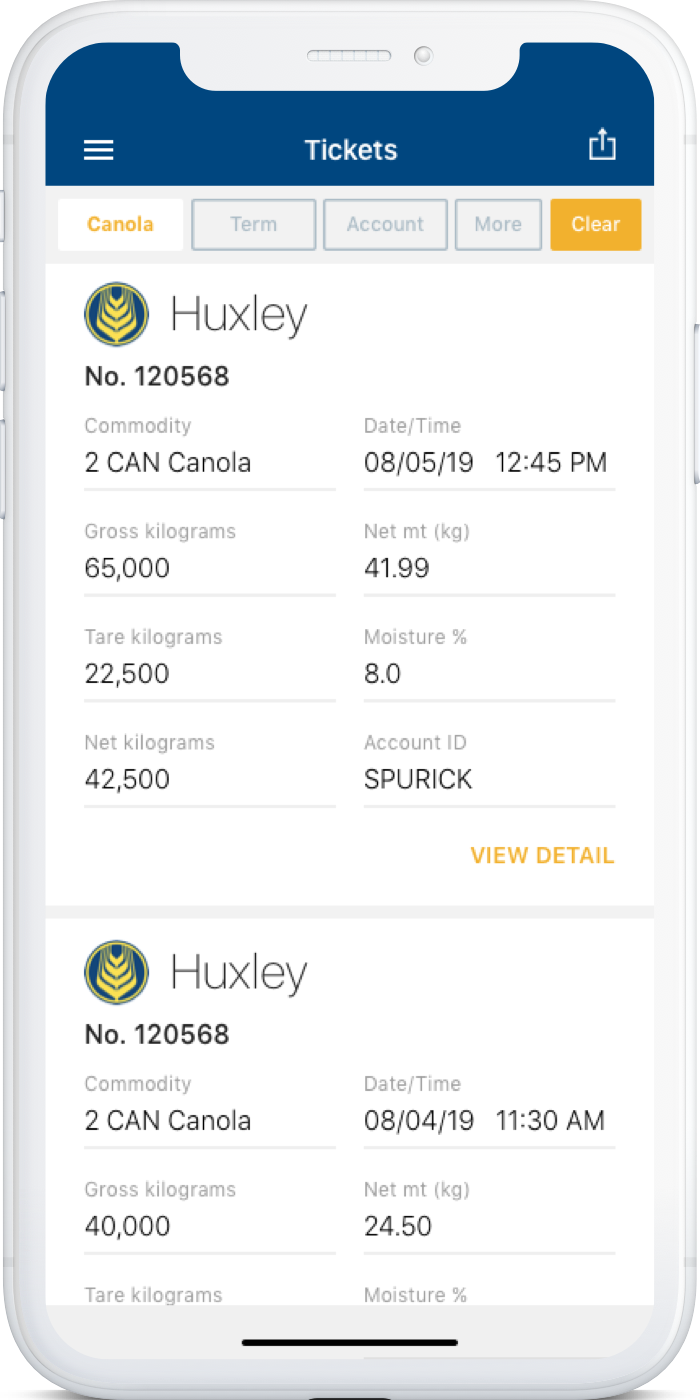 Tickets
Canola Term Account More Clear
Huxley
No. 120568
Commodity Date/Time
2 CAN Canola 08/05/19 12:45 PM
Gross kilograms Net mt (kg)
65,000 41.99
Tare kilograms Moisture %
22,500 8.0
Net kilograms Account ID
42,500 SPURICK
VIEW DETAIL
Huxley
No. 120568
Commodity Date/Time
2 CAN Canola 08/04/19 11:30 AM
Gross kilograms Net mt (kg)
40,000 24.50
Tare kilograms Moisture %